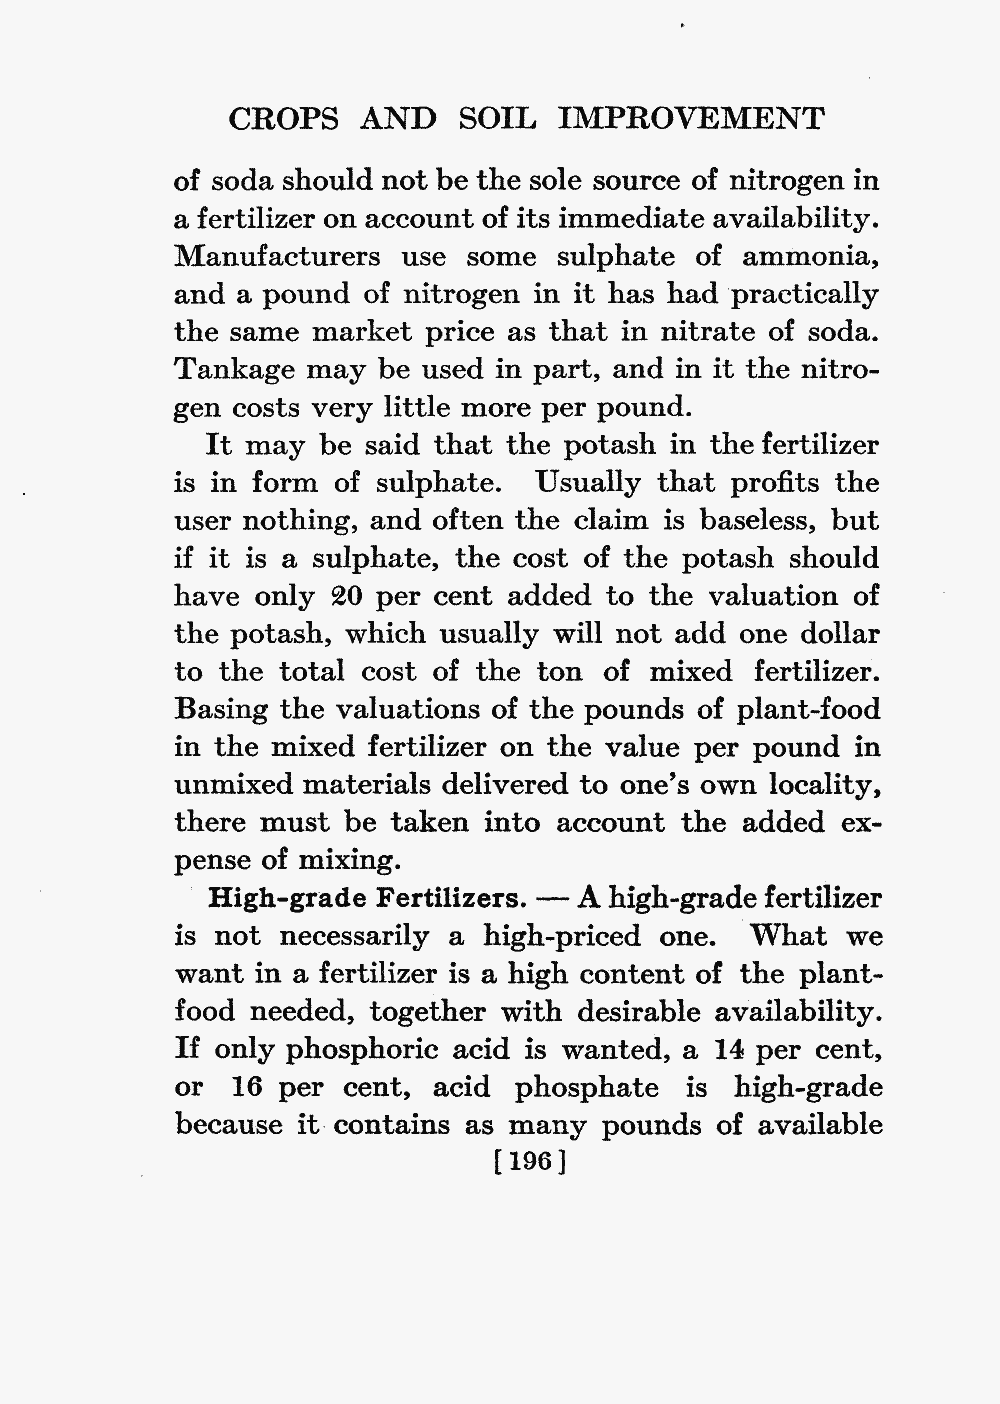 CROPS AND SOIL IMPROVEMENT
of soda should not be the sole source of nitrogen in
a fertilizer on account of its immediate availability.
Manufacturers use some sulphate of ammonia,
and a pound of nitrogen in it has had practically
the same market price as that in nitrate of soda.
Tankage may be used in part, and in it the nitro-
gen costs very little more per pound.
It may be said that the potash in the fertilizer
is in form of sulphate. Usually that profits the
user nothing, and often the claim is baseless, but
if it is a sulphate, the cost of the potash should
have only 20 per cent added to the valuation of
the potash, which usually will not add one dollar
to the total cost of the ton of mixed fertilizer.
Basing the valuations of the pounds of plant-food
in the mixed fertilizer on the value per pound in
unmixed materials delivered to one's own locality,
there must be taken into account the added ex-
pense of mixing.
High-grade Fertilizers. — A high-grade fertilizer
is not necessarily a high-priced one. What we
want in a fertilizer is a high content of the plant-
food needed, together with desirable availability.
If only phosphoric acid is wanted, a 14 per cent,
or 16 per cent, acid phosphate is high-grade
because it contains as many pounds of available
[ 196 ]